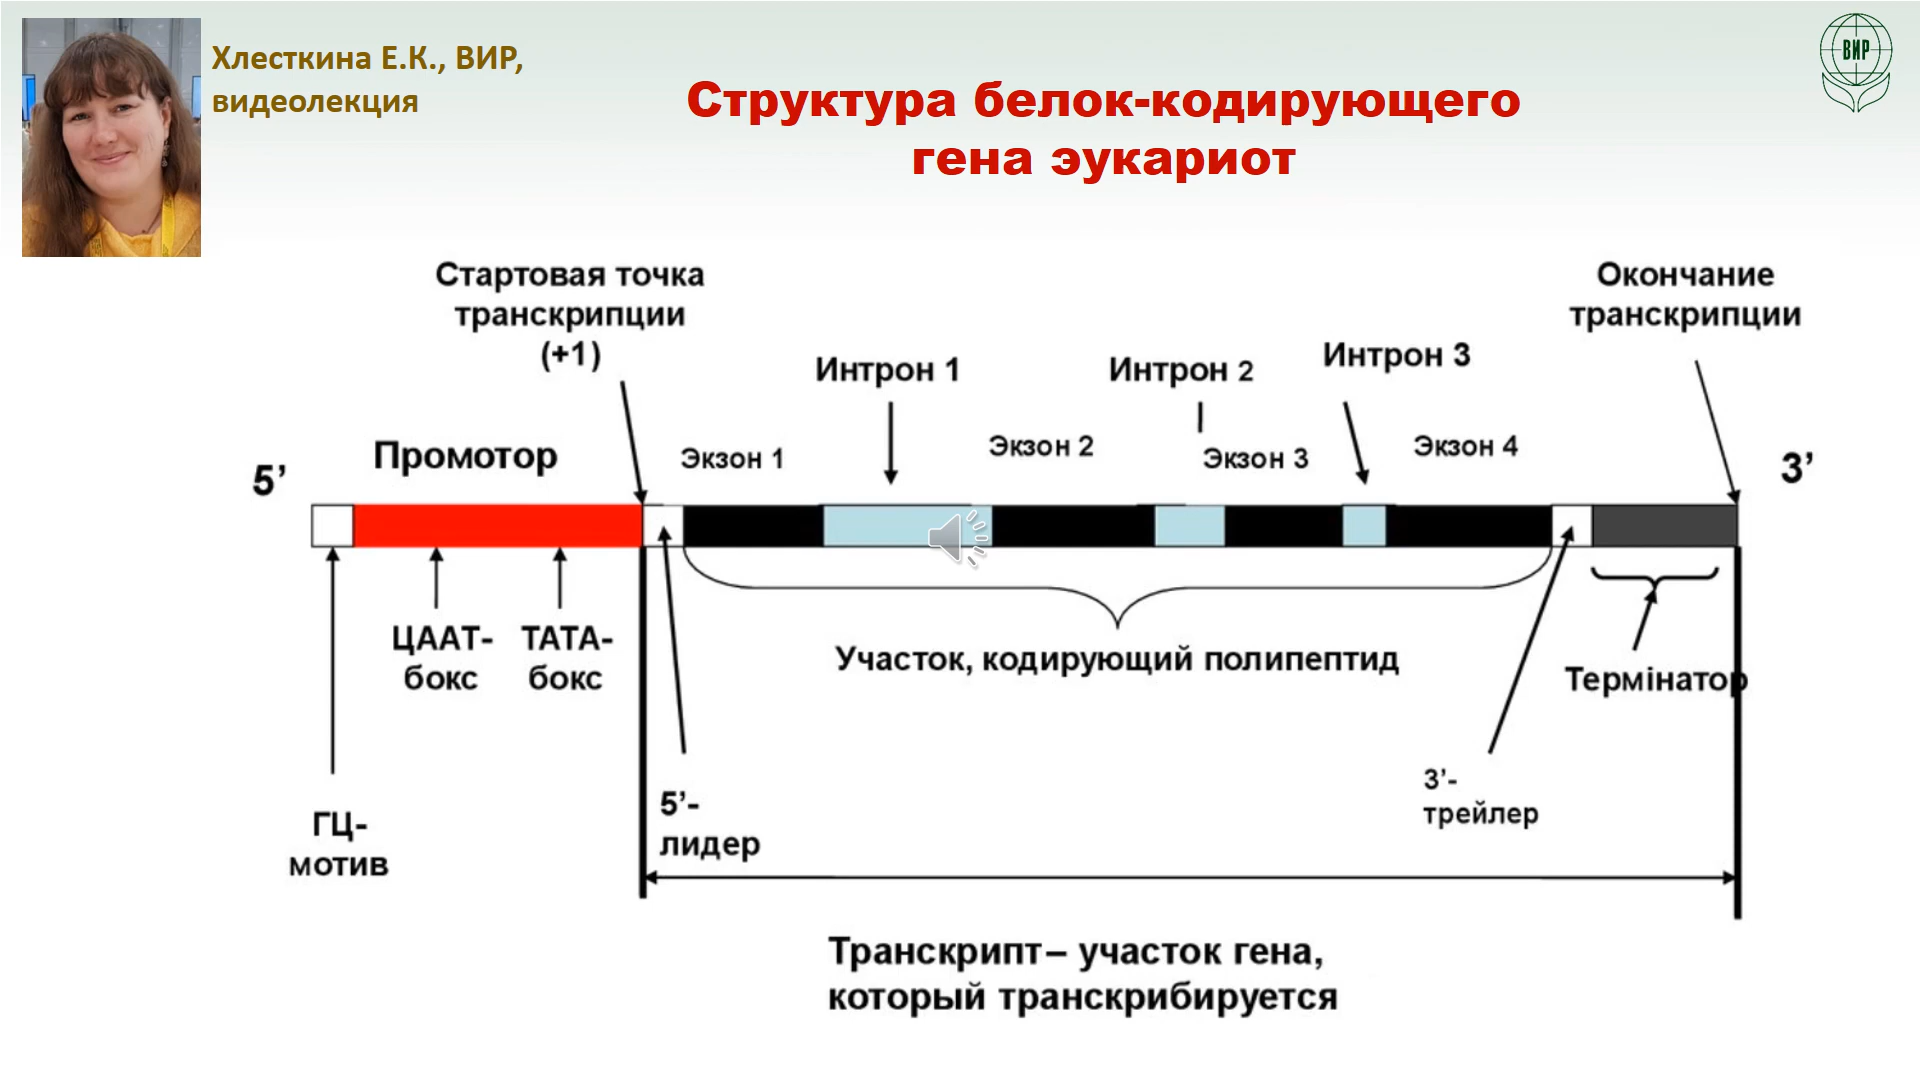 Хлесткина Е.К., ВИР,
видеолекция
ВИР
Структура белок-кодирующего
гена эукариот
Стартовая точка
транскрипции
(+1)
Окончание
транскрипции
Интрон 1
Интрон 2
Интрон 3
Промотор
Экзон 1
Экзон 2
Экзон 3
Экзон 4
5’
3’
ЦААТ-
бокс
ТАТА-
бокс
Участок, кодирующий полипептид
Термінатор
ГЦ-
мотив
5’-
лидер
3’-
трейлер
Транскрипт– участок гена,
который транскрибируется